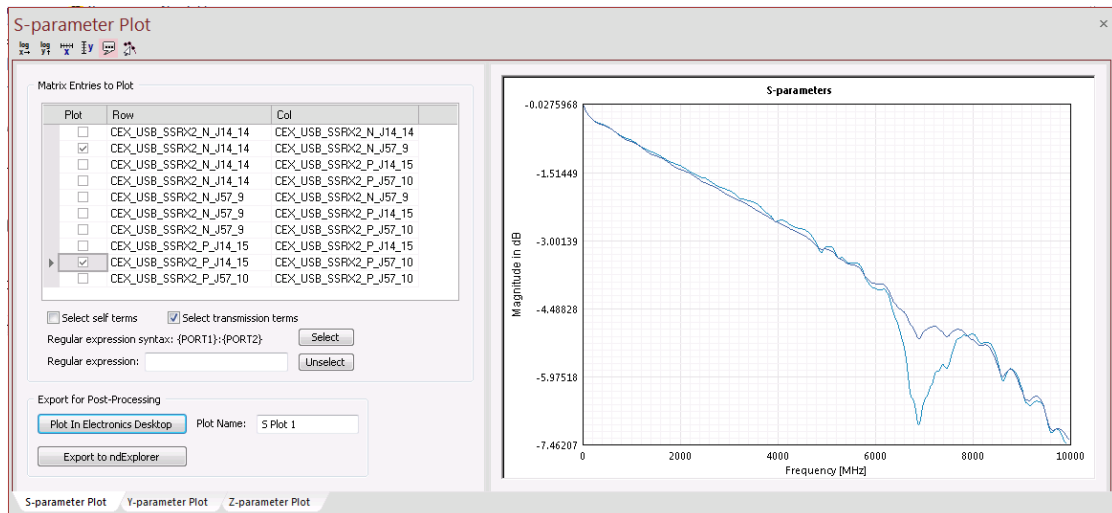 S-parameter Plot
log
log
y
x
x
Matrix Entries to Plot
Plot Row Col
CEX_USB_SSRX2_N_J14_14 CEX_USB_SSRX2_N_J14_14
CEX_USB_SSRX2_N_J14_14 CEX_USB_SSRX2_N_J57_9
CEX_USB_SSRX2_N_J14_14 CEX_USB_SSRX2_P_J14_15
CEX_USB_SSRX2_N_J14_14 CEX_USB_SSRX2_P_J57_10
CEX_USB_SSRX2_N_J57_9 CEX_USB_SSRX2_N_J57_9
CEX_USB_SSRX2_N_J57_9 CEX_USB_SSRX2_P_J14_15
CEX_USB_SSRX2_N_J57_9 CEX_USB_SSRX2_P_J57_10
CEX_USB_SSRX2_P_J14_15 CEX_USB_SSRX2_P_J14_15
CEX_USB_SSRX2_P_J14_15 CEX_USB_SSRX2_P_J57_10
CEX_USB_SSRX2_P_J57_10 CEX_USB_SSRX2_P_J57_10
Select self terms Select transmission terms
Regular expression syntax: {PORT1}:{PORT2} Select
Regular expression: Unselect
Export for Post-Processing
Plot In Electronics Desktop Plot Name: S Plot 1
Export to ndExplorer
S-parameters
-0.0275968
-1.51449
-3.00139
-4.48828
-5.97518
-7.46207
Magnitude in dB
0 2000 4000 6000 8000 10000
Frequency [MHz]
S-parameter Plot Y-parameter Plot Z-parameter Plot